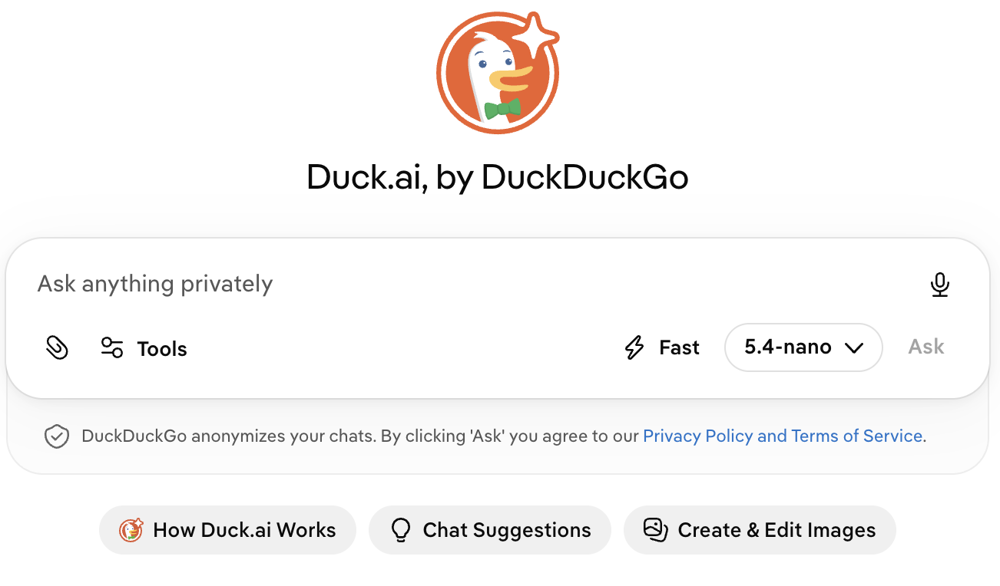 Duck.ai, by DuckDuckGo
Ask anything privately
Tools
Fast
5.4-nano
Ask
DuckDuckGo anonymizes your chats. By clicking 'Ask' you agree to our Privacy Policy and Terms of Service.
How Duck.ai Works
Chat Suggestions
Create & Edit Images